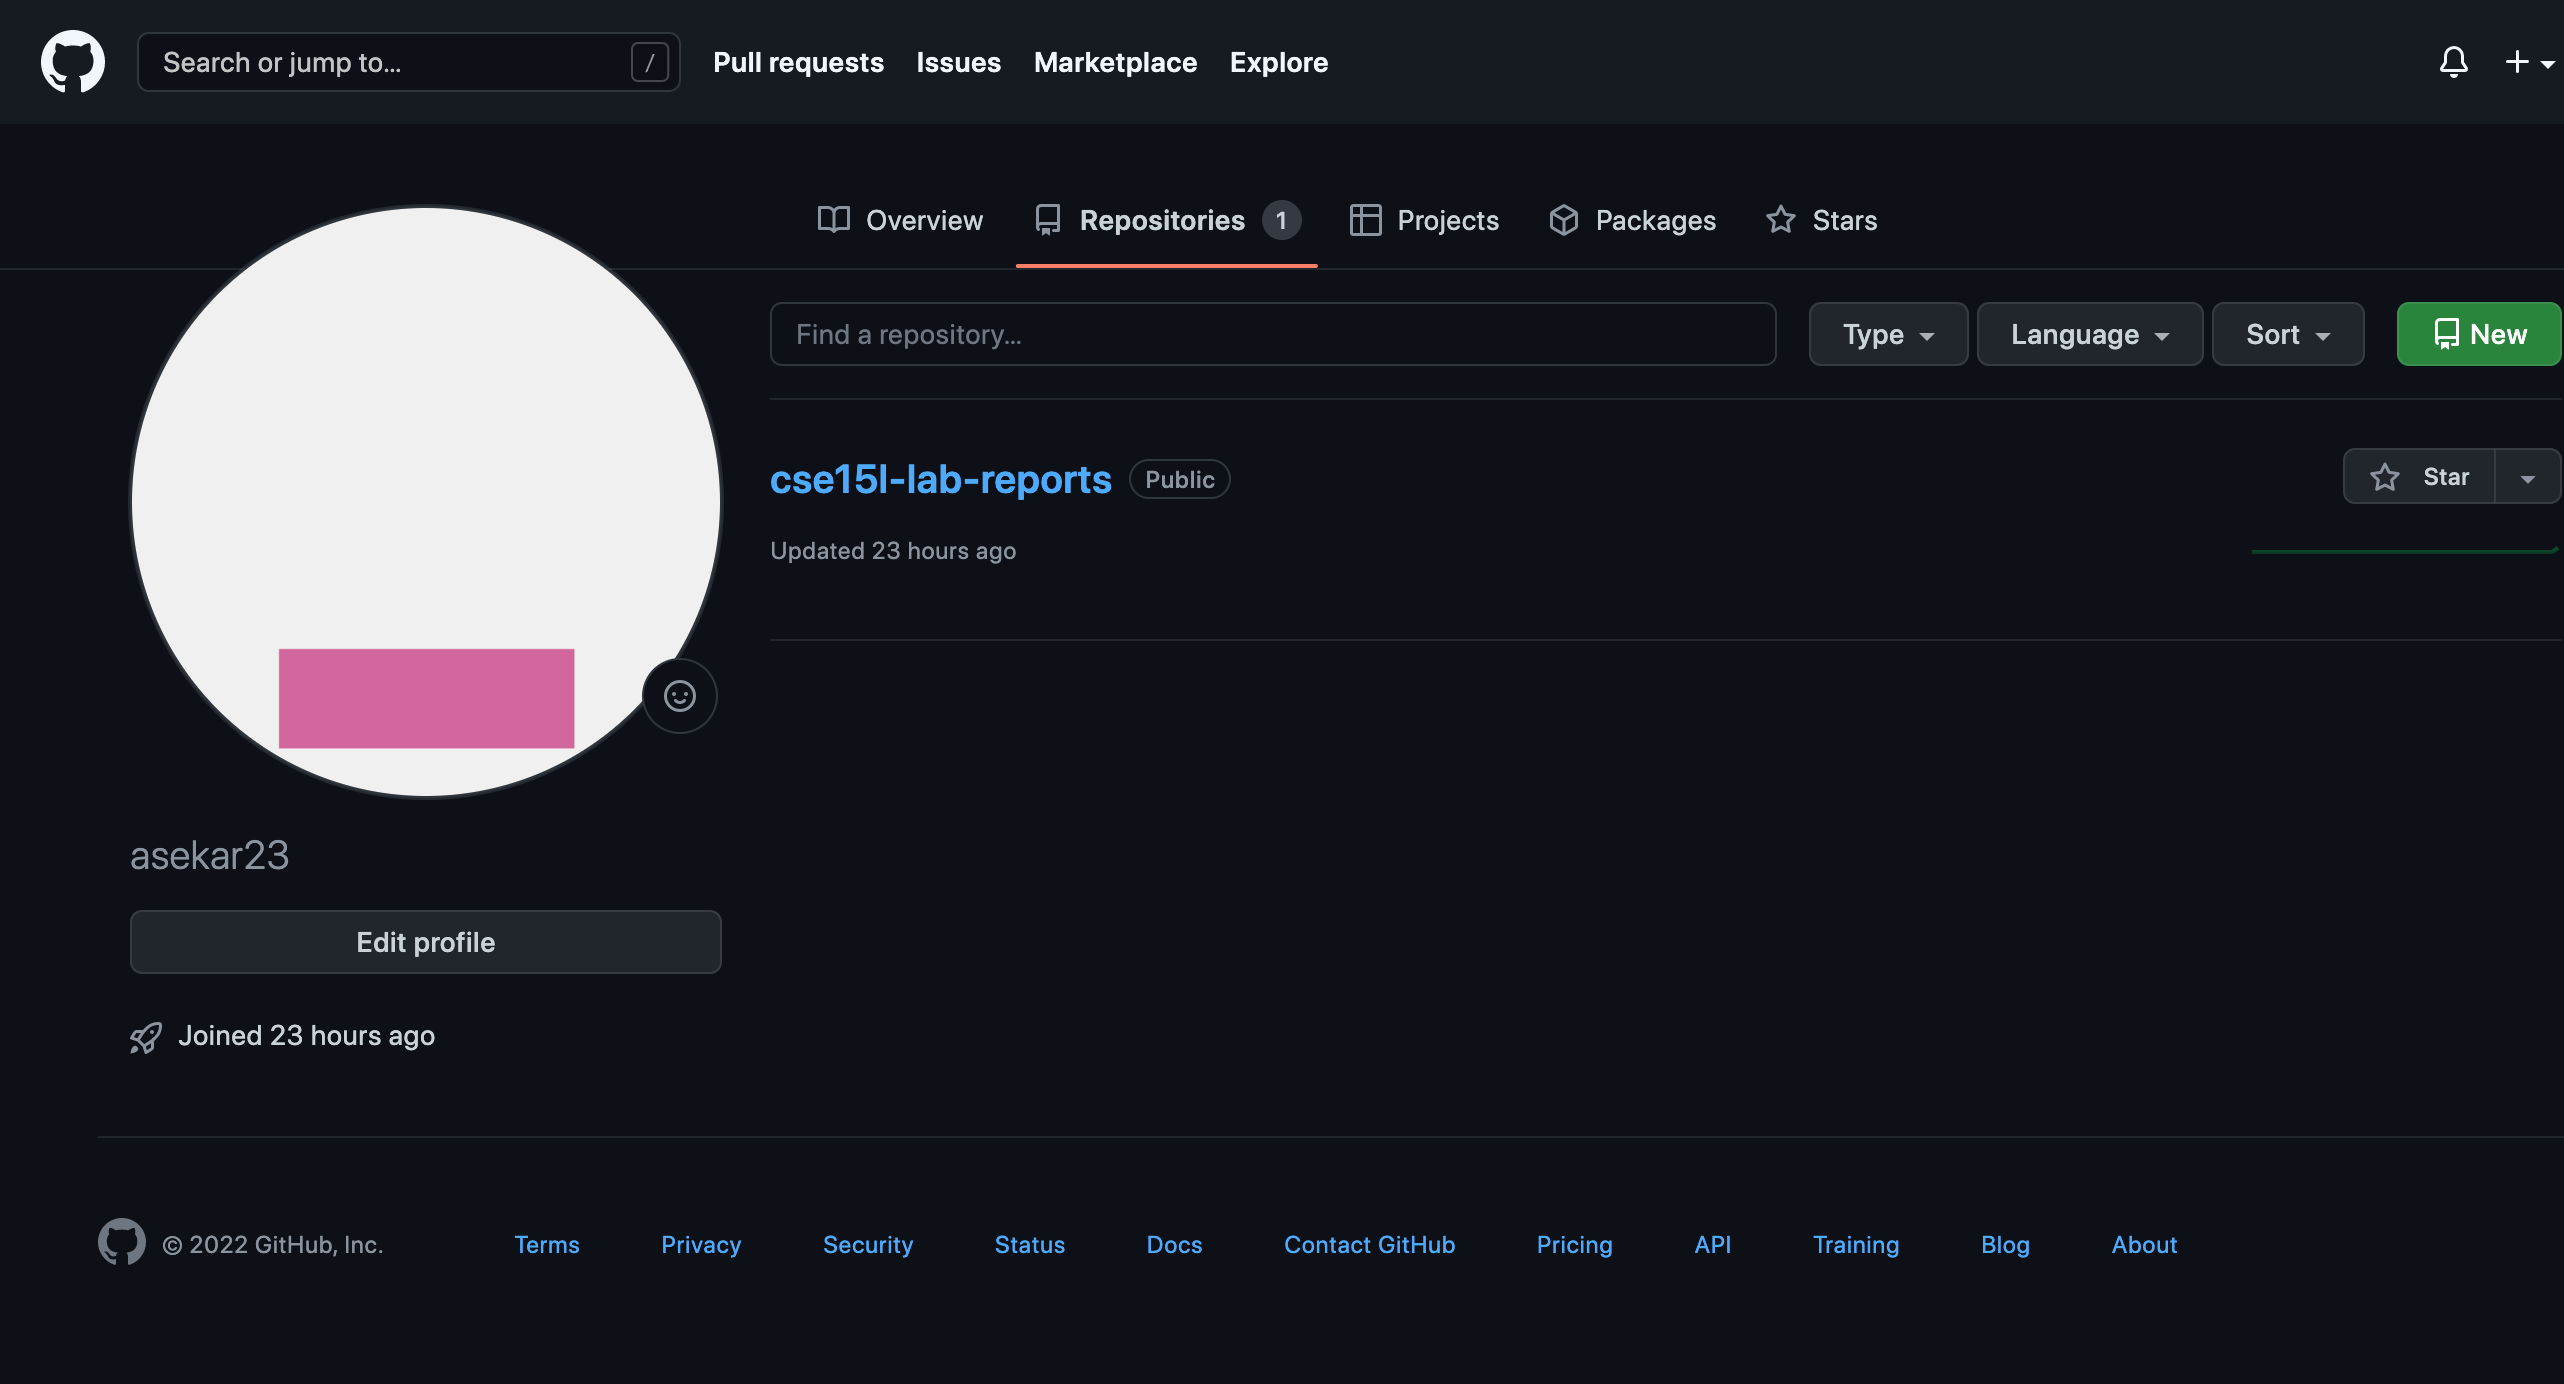 Search or jump to... /
Pull requests Issues Marketplace Explore
Overview Repositories 1 Projects Packages Stars
Find a repository...
Type Language Sort New
cse15l-lab-reports Public
Star
Updated 23 hours ago
asekar23
Edit profile
Joined 23 hours ago
© 2022 GitHub, Inc. Terms Privacy Security Status Docs Contact GitHub Pricing API Training Blog About